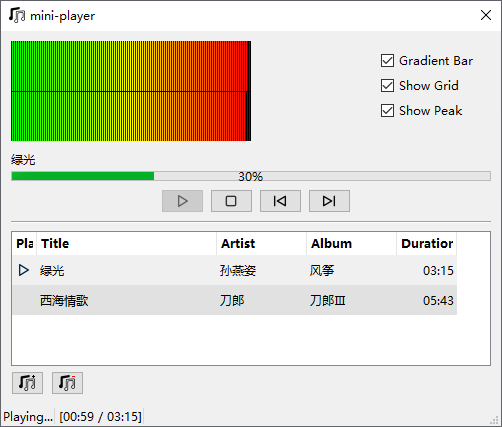 mini-player
Gradient Bar
Show Grid
Show Peak
绿光
30%
Pla Title Artist Album Duration
绿光 孙燕姿 风筝 03:15
西海情歌 刀郎 刀郎III 05:43
Playing... [00:59 / 03:15]